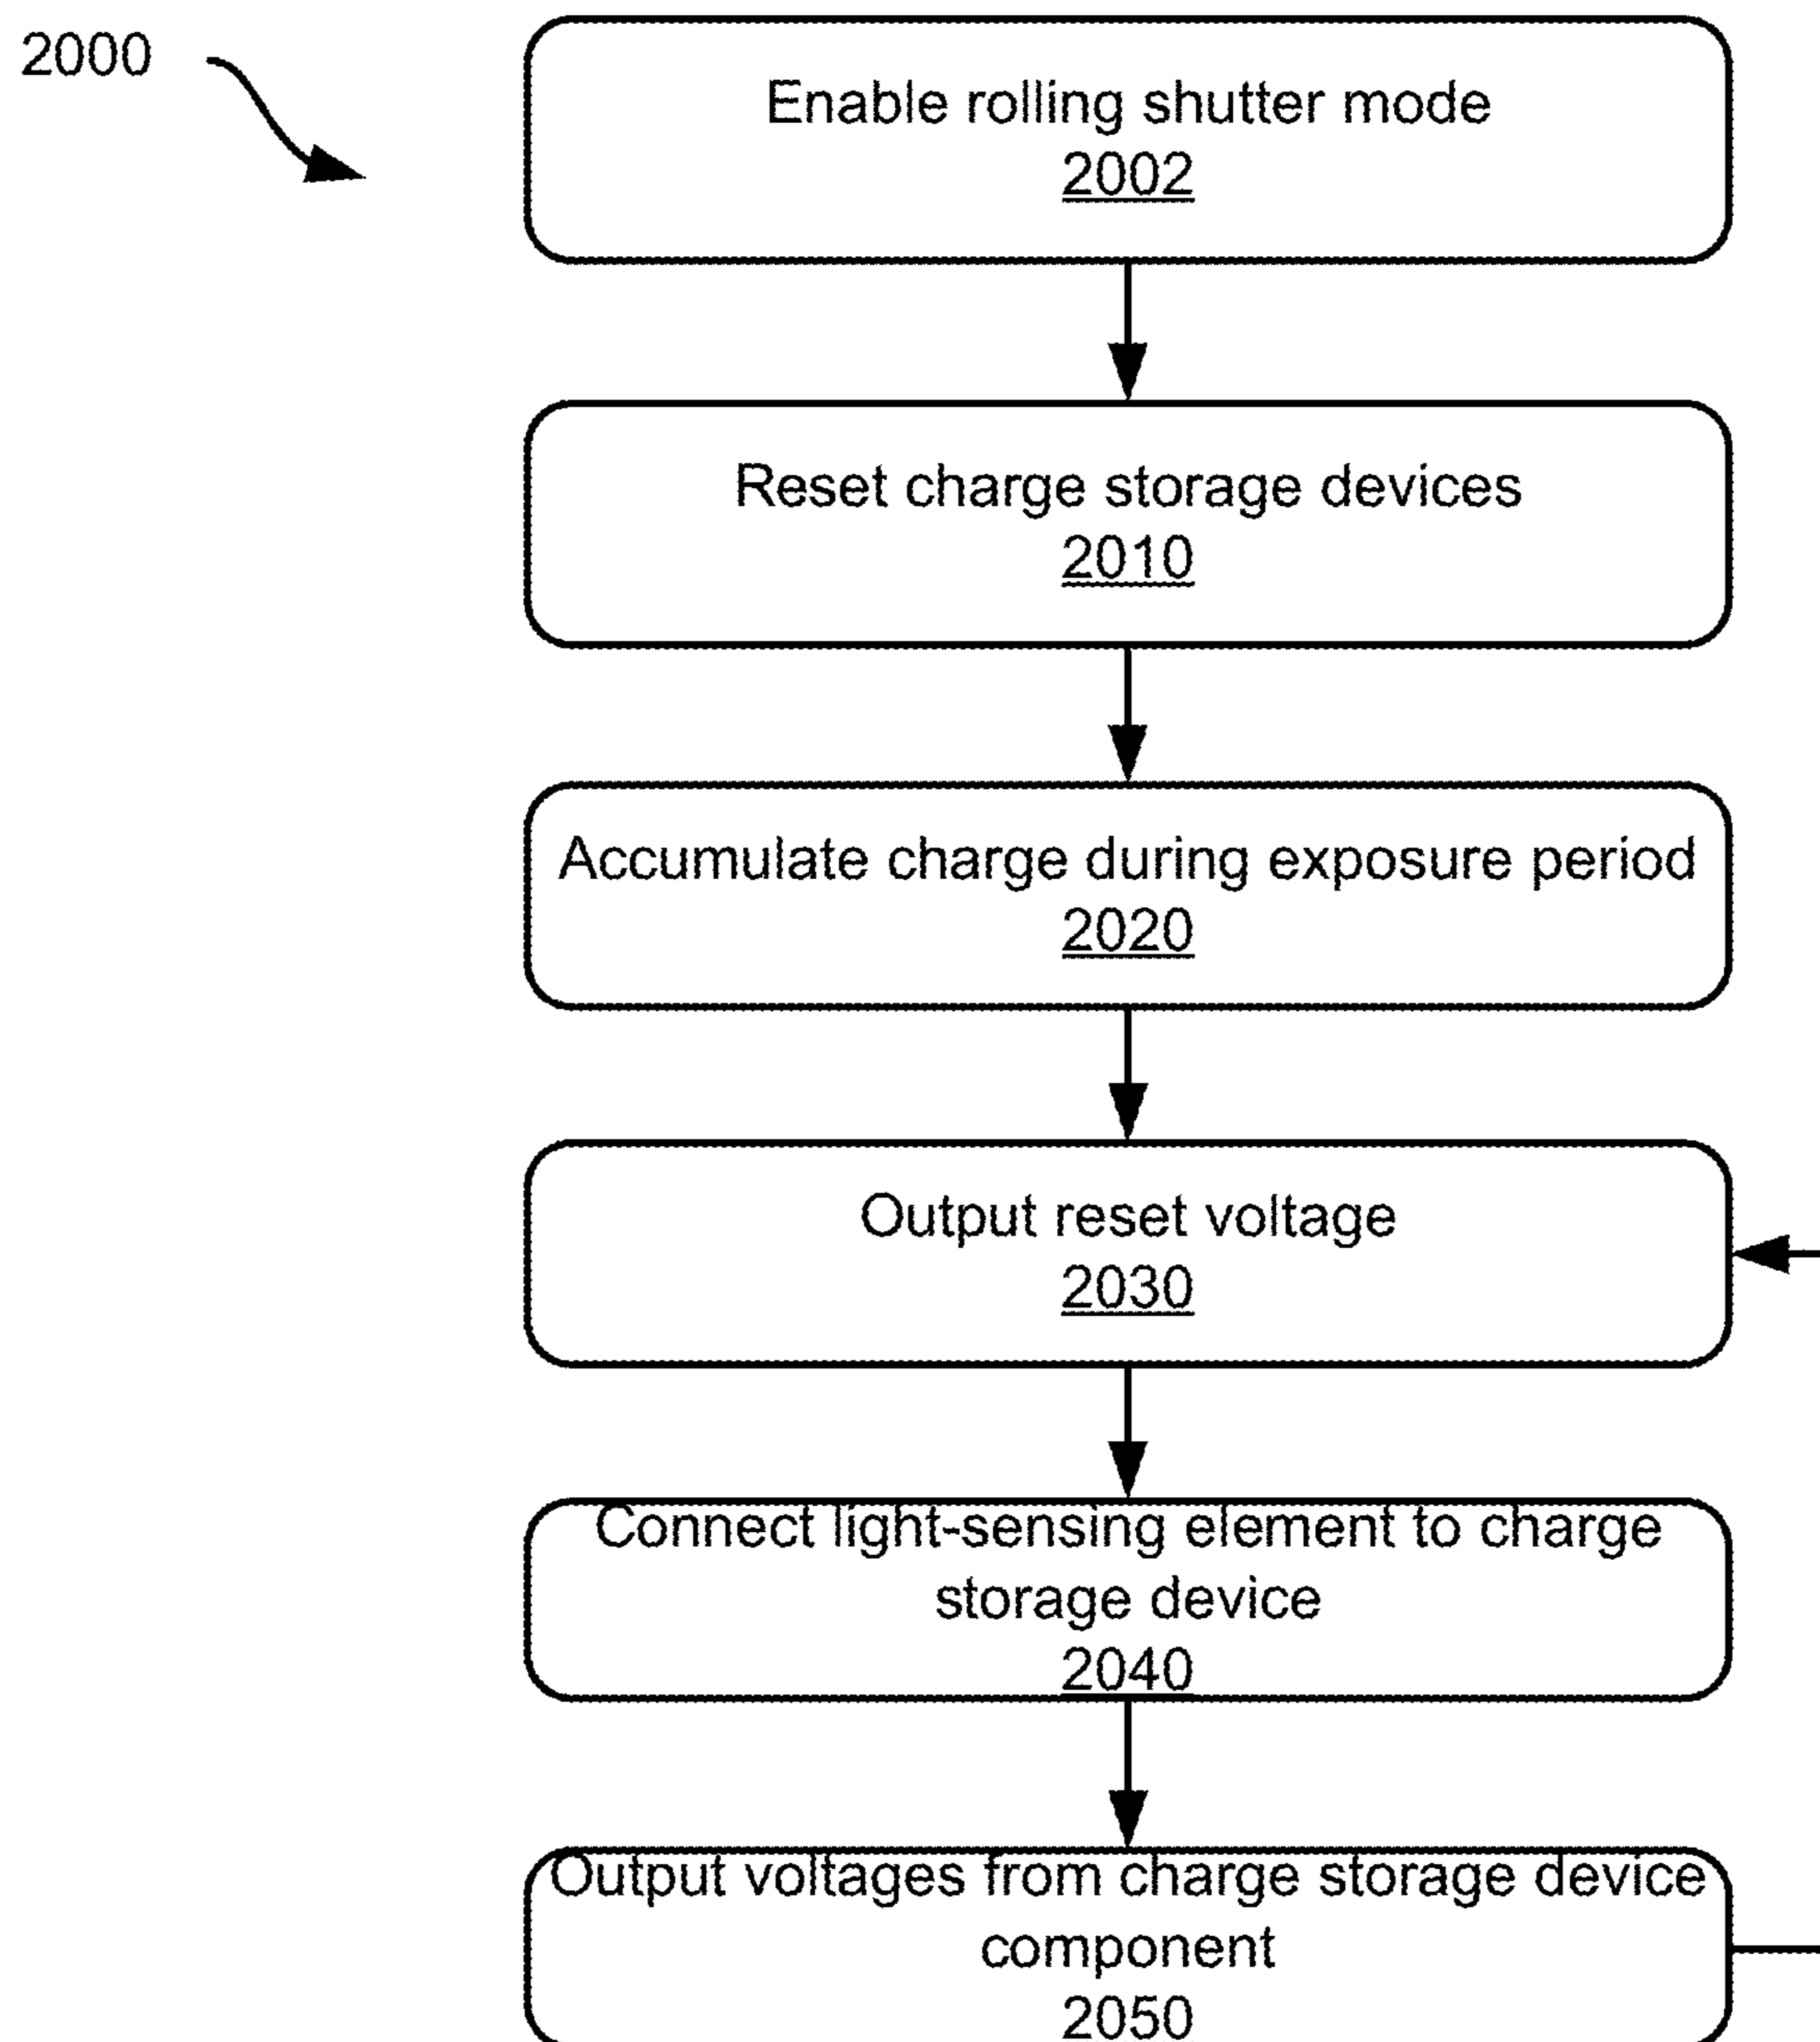 2000
Enable rolling shutter mode
2002
Reset charge storage devices
2010
Accumulate charge during exposure period
2020
Output reset voltage
2030
Connect light-sensing element to charge
storage device
2040
Output voltages from charge storage device
component
2050